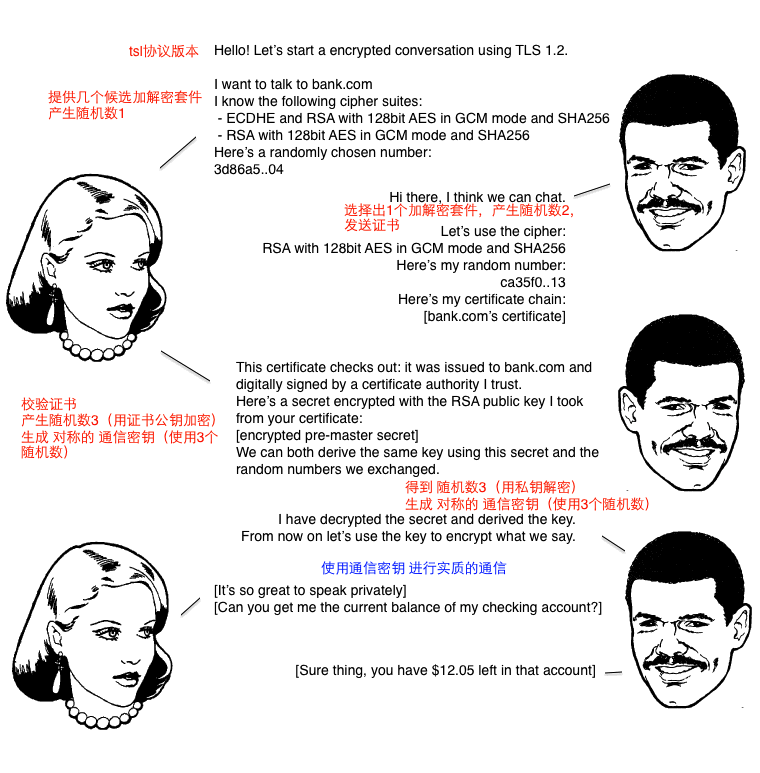 tsl协议版本
Hello! Let's start a encrypted conversation using TLS 1.2.
提供几个候选加解密套件
产生随机数1
I want to talk to bank.com
I know the following cipher suites:
- ECDHE and RSA with 128bit AES in GCM mode and SHA256
- RSA with 128bit AES in GCM mode and SHA256
Here's a randomly chosen number:
3d86a5..04
Hi there, I think we can chat.
选择出1个加解密套件，产生随机数2，
发送证书
Let's use the cipher:
RSA with 128bit AES in GCM mode and SHA256
Here's my random number:
ca35f0..13
Here's my certificate chain:
[bank.com's certificate]
This certificate checks out: it was issued to bank.com and
digitally signed by a certificate authority I trust.
Here's a secret encrypted with the RSA public key I took
from your certificate:
[encrypted pre-master secret]
We can both derive the same key using this secret and the
random numbers we exchanged.
校验证书
产生随机数3（用证书公钥加密）
生成 对称的 通信密钥（使用3个
随机数）
得到 随机数3（用私钥解密）
生成 对称的 通信密钥（使用3个随机数）
I have decrypted the secret and derived the key.
From now on let's use the key to encrypt what we say.
使用通信密钥 进行实质的通信
[It's so great to speak privately]
[Can you get me the current balance of my checking account?]
[Sure thing, you have $12.05 left in that account]